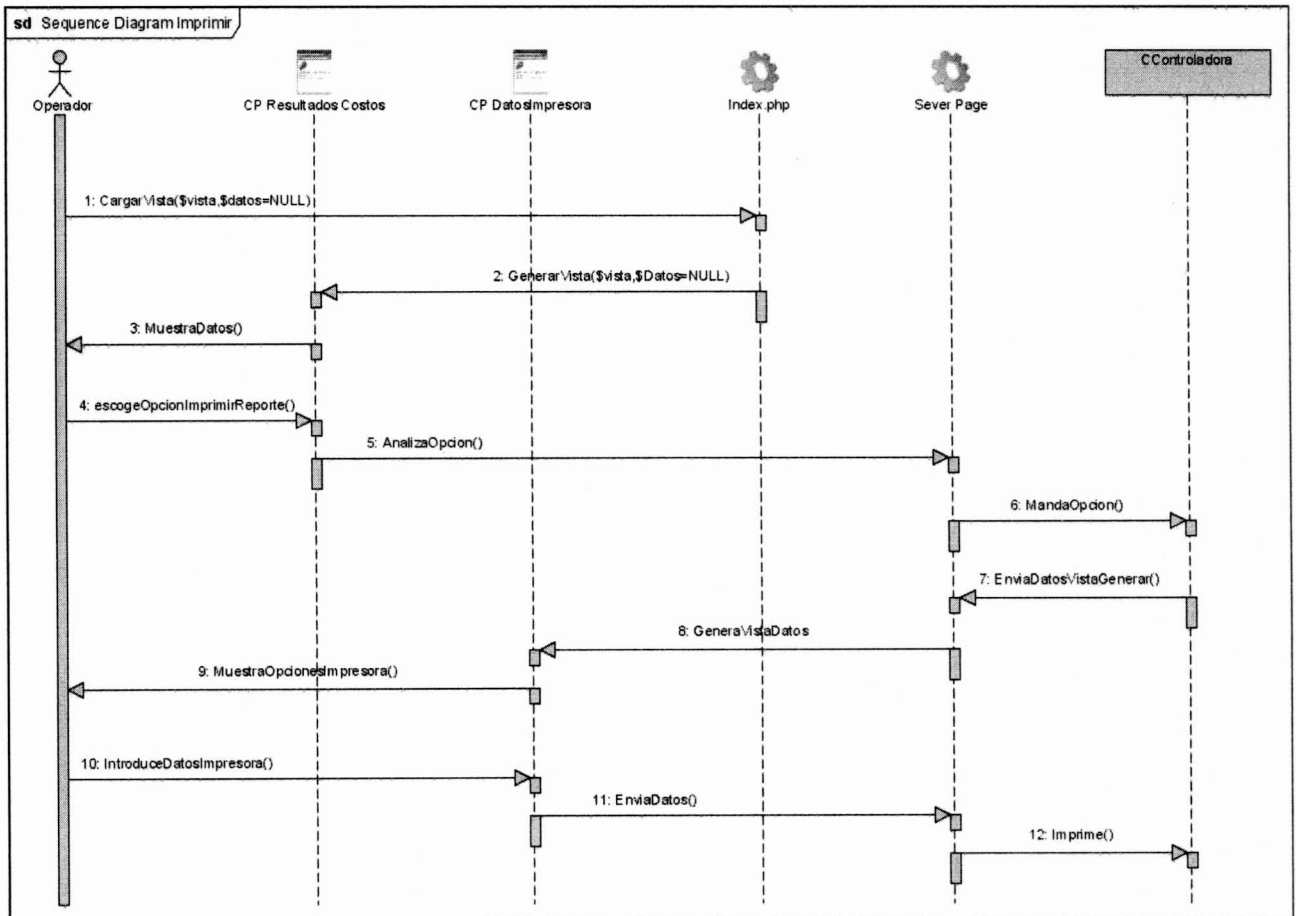 sd Sequence Diagram Imprimir
Operador
CP Resultados Costos
CP DatosImpresora
Index.php
Sever Page
CControladora
1: CargarVista($vista,$datos=NULL)
2: GenerarVista($vista,$Datos=NULL)
3: MuestraDatos()
4: escogeOpcionImprimirReporte()
5: AnalizaOpcion()
6: MandaOpcion()
7: EnviaDatosVistaGenerar()
8: GeneraVistaDatos
9: MuestraOpcionesImpresora()
10: IntroduceDatosImpresora()
11: EnviaDatos()
12: Imprime()